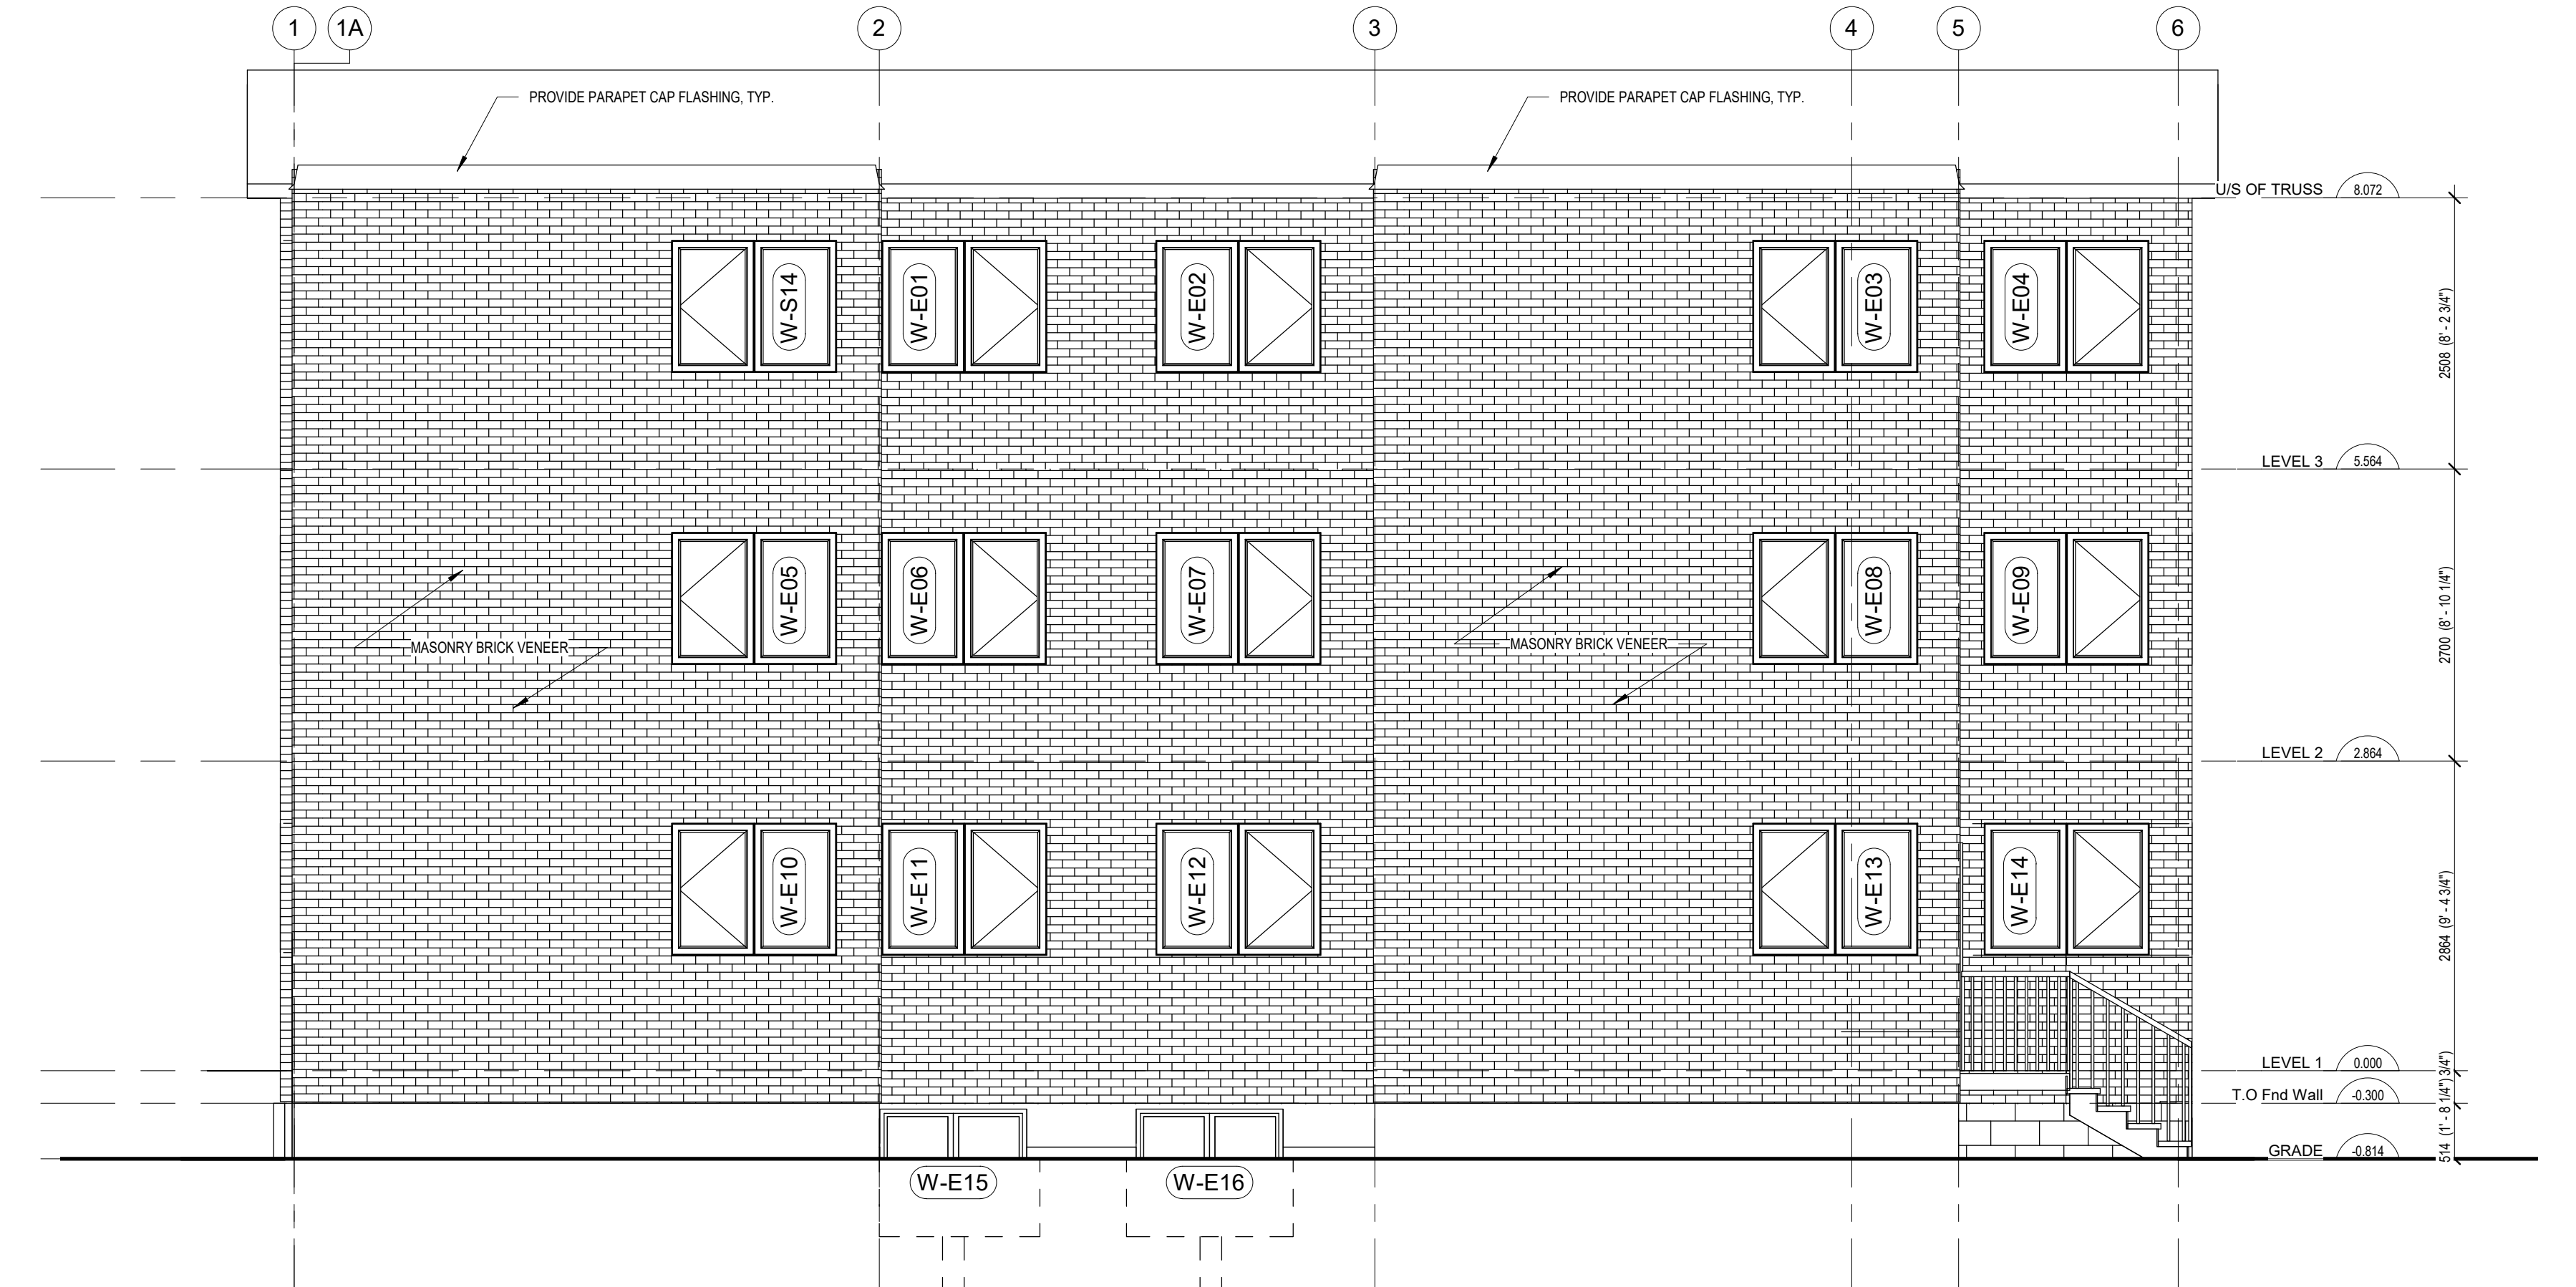 1 1A 2 3 4 5 6
PROVIDE PARAPET CAP FLASHING, TYP.
PROVIDE PARAPET CAP FLASHING, TYP.
U/S OF TRUSS 8.072
W-S14
W-E01
W-E02
W-E03
W-E04
2508 (8' - 2 3/4")
LEVEL 3 5.564
W-E05
W-E06
W-E07
W-E08
W-E09
2700 (8' - 10 1/4")
MASONRY BRICK VENEER
MASONRY BRICK VENEER
LEVEL 2 2.864
W-E10
W-E11
W-E12
W-E13
W-E14
2864 (9' - 4 3/4")
LEVEL 1 0.000
3/4")
T.O Fnd Wall -0.300
514 (1' - 8 1/4")
GRADE -0.814
W-E15
W-E16